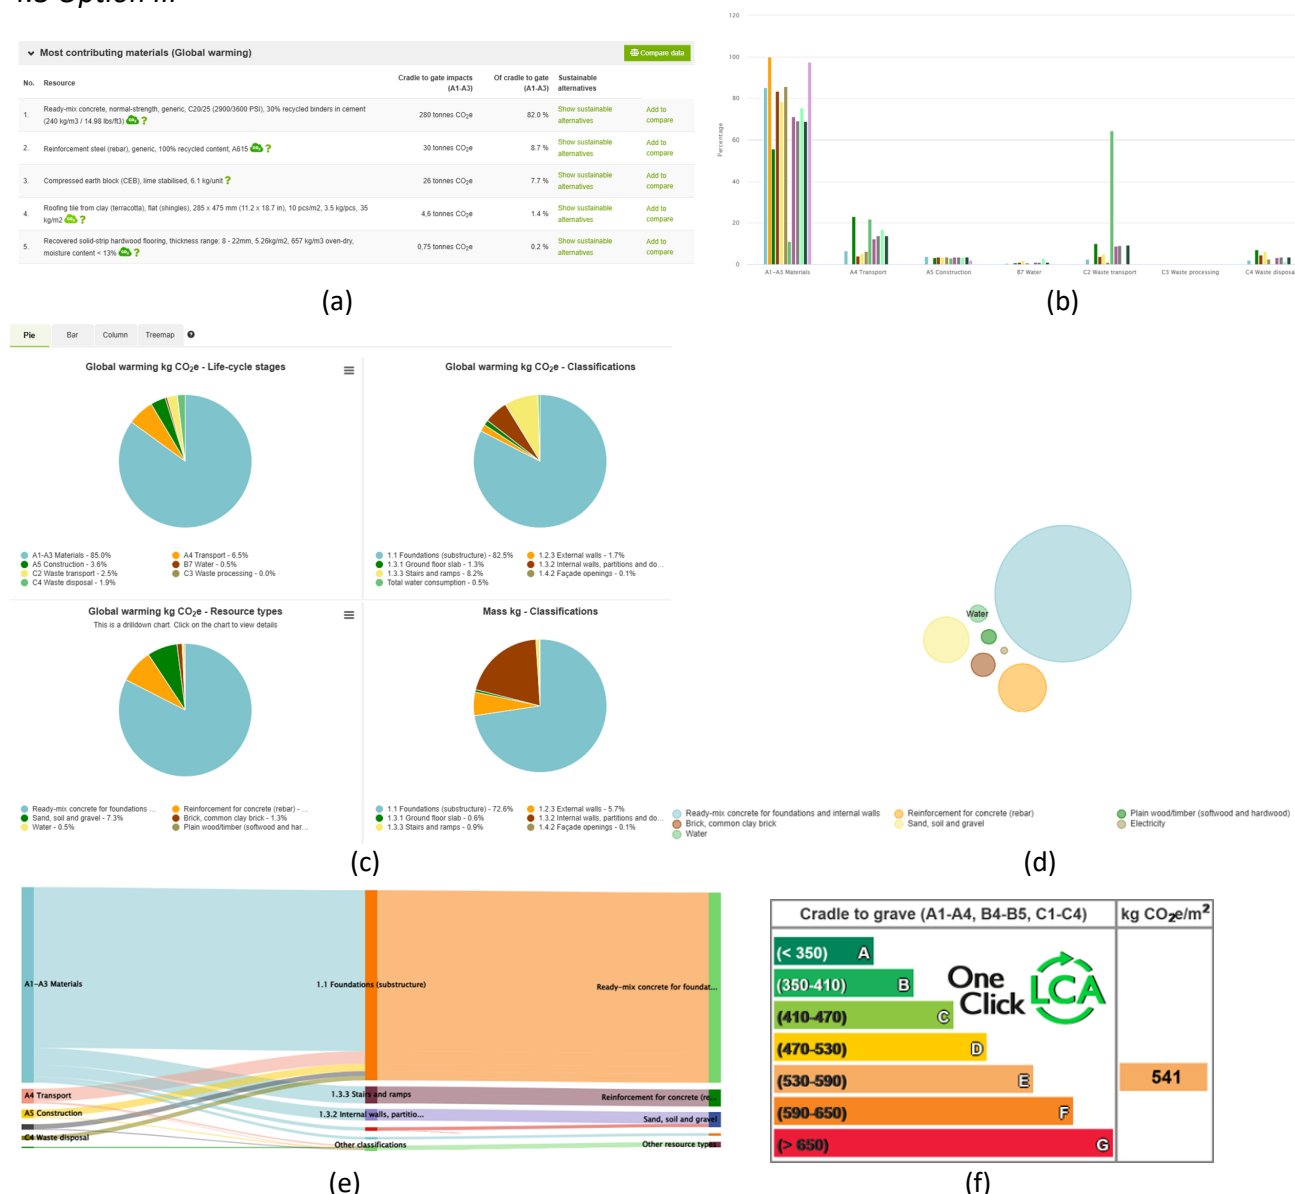 Most contributing materials (Global warming)
Compare data
No. Resource Cradle to gate impacts (A1-A3) Of cradle to gate (A1-A3) Sustainable alternatives
1. Ready-mix concrete, normal-strength, generic, C20/25 (2900/3600 PSI), 30% recycled binders in cement
(240 kg/m3 / 14.98 lbs/ft3) ? 280 tonnes CO₂e 82.0 % Show sustainable alternatives Add to compare
2. Reinforcement steel (rebar), generic, 100% recycled content, A615 ? 30 tonnes CO₂e 8.7 % Show sustainable alternatives Add to compare
3. Compressed earth block (CEB), lime stabilised, 6.1 kg/unit ? 26 tonnes CO₂e 7.7 % Show sustainable alternatives Add to compare
4. Roofing tile from clay (terracotta), flat (shingles), 285 x 475 mm (11.2 x 18.7 in), 10 pcs/m2, 3.5 kg/pcs, 35
kg/m2 ? 4,6 tonnes CO₂e 1.4 % Show sustainable alternatives Add to compare
5. Recovered solid-strip hardwood flooring, thickness range: 8 - 22mm, 5.26kg/m2, 657 kg/m3 oven-dry,
moisture content < 13% ? 0,75 tonnes CO₂e 0.2 % Show sustainable alternatives Add to compare
(a)
Percentage
120
100
80
60
40
20
0
A1-A3 Materials A4 Transport A5 Construction B7 Water C2 Waste transport C3 Waste processing C4 Waste disposa
(b)
Pie Bar Column Treemap ?
Global warming kg CO₂e - Life-cycle stages
A1-A3 Materials - 85.0% A4 Transport - 6.5%
A5 Construction - 3.6% B7 Water - 0.5%
C2 Waste transport - 2.5% C3 Waste processing - 0.0%
C4 Waste disposal - 1.9%
Global warming kg CO₂e - Classifications
1.1 Foundations (substructure) - 82.5% 1.2.3 External walls - 1.7%
1.3.1 Ground floor slab - 1.3% 1.3.2 Internal walls, partitions and do...
1.3.3 Stairs and ramps - 8.2% 1.4.2 Façade openings - 0.1%
Total water consumption - 0.5%
Global warming kg CO₂e - Resource types
This is a drilldown chart. Click on the chart to view details
Ready-mix concrete for foundations ... Reinforcement for concrete (rebar) - ...
Sand, soil and gravel - 7.3% Brick, common clay brick - 1.3%
Water - 0.5% Plain wood/timber (softwood and har...
Mass kg - Classifications
1.1 Foundations (substructure) - 72.6% 1.2.3 External walls - 5.7%
1.3.1 Ground floor slab - 0.6% 1.3.2 Internal walls, partitions and do...
1.3.3 Stairs and ramps - 0.9% 1.4.2 Façade openings - 0.1%
(c)
Water
Ready-mix concrete for foundations and internal walls Reinforcement for concrete (rebar) Plain wood/timber (softwood and hardwood)
Brick, common clay brick Sand, soil and gravel Electricity
Water
(d)
A1-A3 Materials
A4 Transport
A5 Construction
C4 Waste disposal
1.1 Foundations (substructure)
1.3.3 Stairs and ramps
1.3.2 Internal walls, partitio...
Other classifications
Ready-mix concrete for foundat...
Reinforcement for concrete (re...
Sand, soil and gravel
Other resource types
(e)
Cradle to grave (A1-A4, B4-B5, C1-C4) kg CO₂e/m²
(< 350) A
(350-410) B
(410-470) C
(470-530) D
(530-590) E
(590-650) F
(> 650) G
One Click LCA
541
(f)